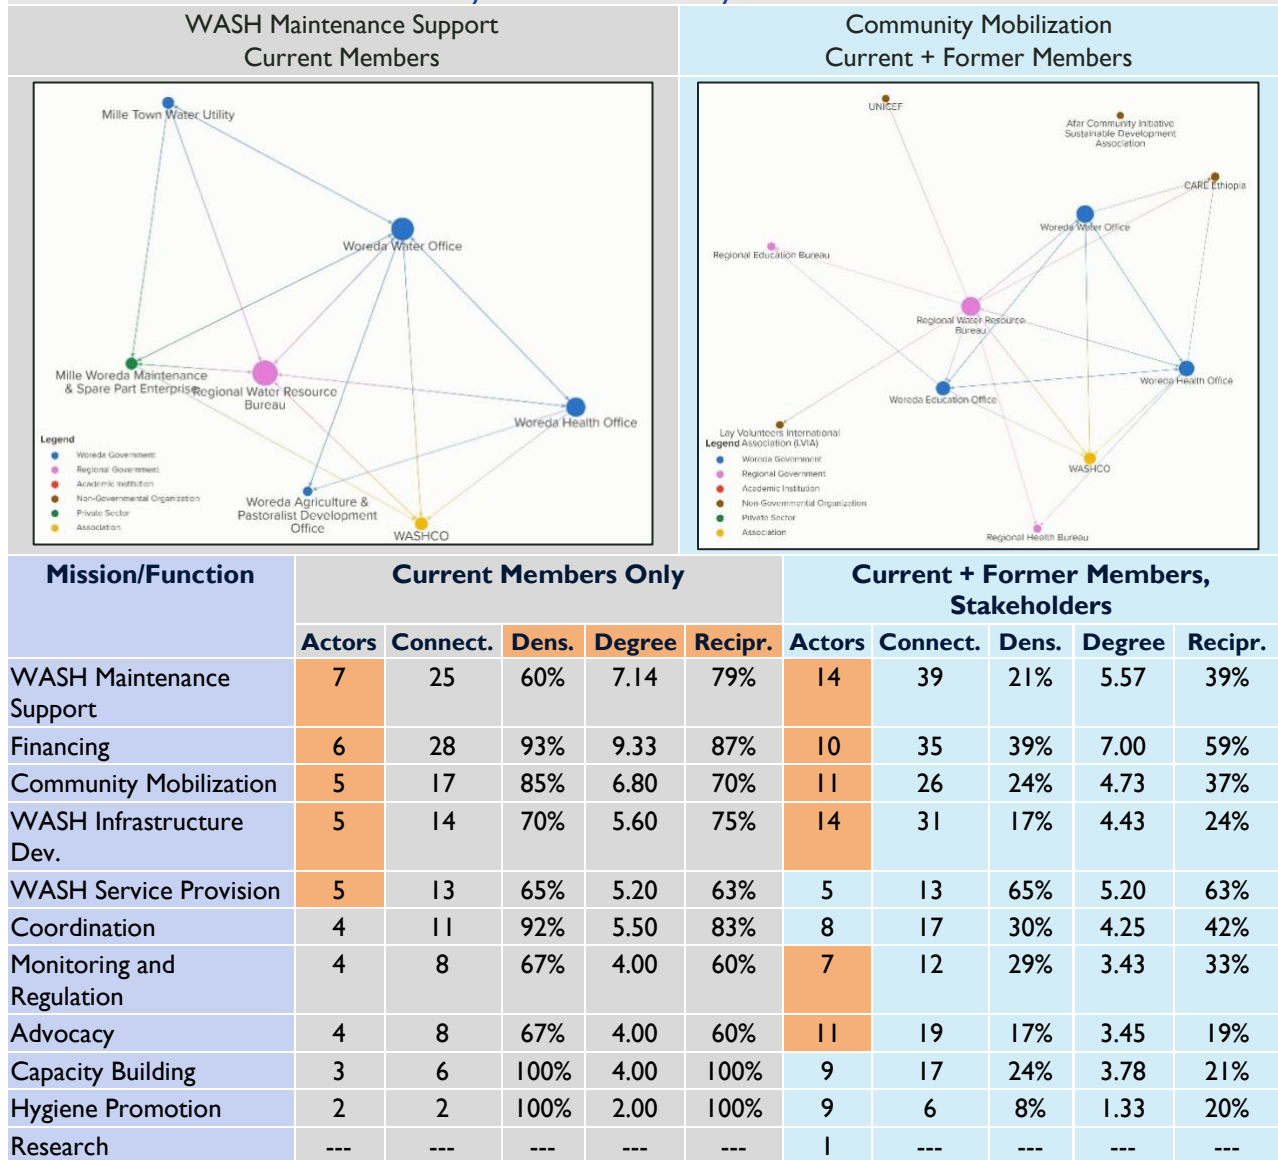 WASH Maintenance Support
Current Members
Community Mobilization
Current + Former Members
Mille Town Water Utility
Woreda Water Office
Mille Woreda Maintenance
& Spare Part Enterprise
Regional Water Resource
Bureau
Woreda Health Office
Woreda Agriculture &
Pastoralist Development
Office
WASHCO
Legend
Woreda Government
Regional Government
Academic Institution
Non-Governmental Organization
Private Sector
Association
UNICEF
Afar Community Initiative
Sustainable Development
Association
CARE Ethiopia
Woreda Water Office
Regional Education Bureau
Regional Water Resource
Bureau
Woreda Health Office
Woreda Education Office
Lay Volunteers International
Association (LVIA)
WASHCO
Regional Health Bureau
Legend
Woreda Government
Regional Government
Academic Institution
Non-Governmental Organization
Private Sector
Association
Mission/Function Current Members Only Current + Former Members,
Stakeholders
Actors Connect. Dens. Degree Recipr. Actors Connect. Dens. Degree Recipr.
WASH Maintenance 7 25 60% 7.14 79% 14 39 21% 5.57 39%
Support
Financing 6 28 93% 9.33 87% 10 35 39% 7.00 59%
Community Mobilization 5 17 85% 6.80 70% 11 26 24% 4.73 37%
WASH Infrastructure 5 14 70% 5.60 75% 14 31 17% 4.43 24%
Dev.
WASH Service Provision 5 13 65% 5.20 63% 5 13 65% 5.20 63%
Coordination 4 11 92% 5.50 83% 8 17 30% 4.25 42%
Monitoring and 4 8 67% 4.00 60% 7 12 29% 3.43 33%
Regulation
Advocacy 4 8 67% 4.00 60% 11 19 17% 3.45 19%
Capacity Building 3 6 100% 4.00 100% 9 17 24% 3.78 21%
Hygiene Promotion 2 2 100% 2.00 100% 9 6 8% 1.33 20%
Research --- --- --- --- --- 1 --- --- --- ---